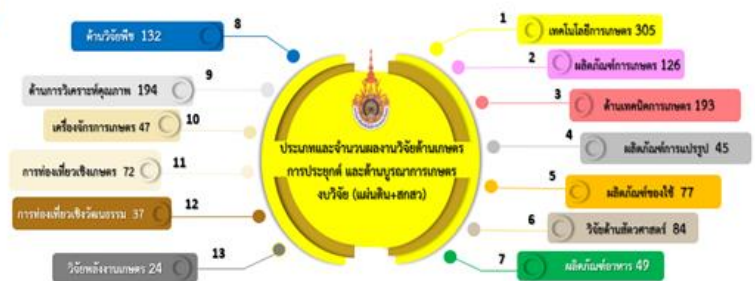 ประเภทและจำนวนผลงานวิจัยด้านเกษตร
การประยุกต์ และด้านบูรณาการเกษตร
งบวิจัย (แผ่นดิน+สกสว)
1
เทคโนโลยีการเกษตร 305
2
ผลิตภัณฑ์การเกษตร 126
3
ด้านเทคนิคการเกษตร 193
4
ผลิตภัณฑ์การแปรรูป 45
5
ผลิตภัณฑ์ของใช้ 77
6
วิจัยด้านสัตวศาสตร์ 84
7
ผลิตภัณฑ์อาหาร 49
8
ด้านวิจัยพืช 132
9
ด้านการวิเคราะห์คุณภาพ 194
10
เครื่องจักรการเกษตร 47
11
การท่องเที่ยวเชิงเกษตร 72
12
การท่องเที่ยวเชิงวัฒนธรรม 37
13
วิจัยพลังงานเกษตร 24